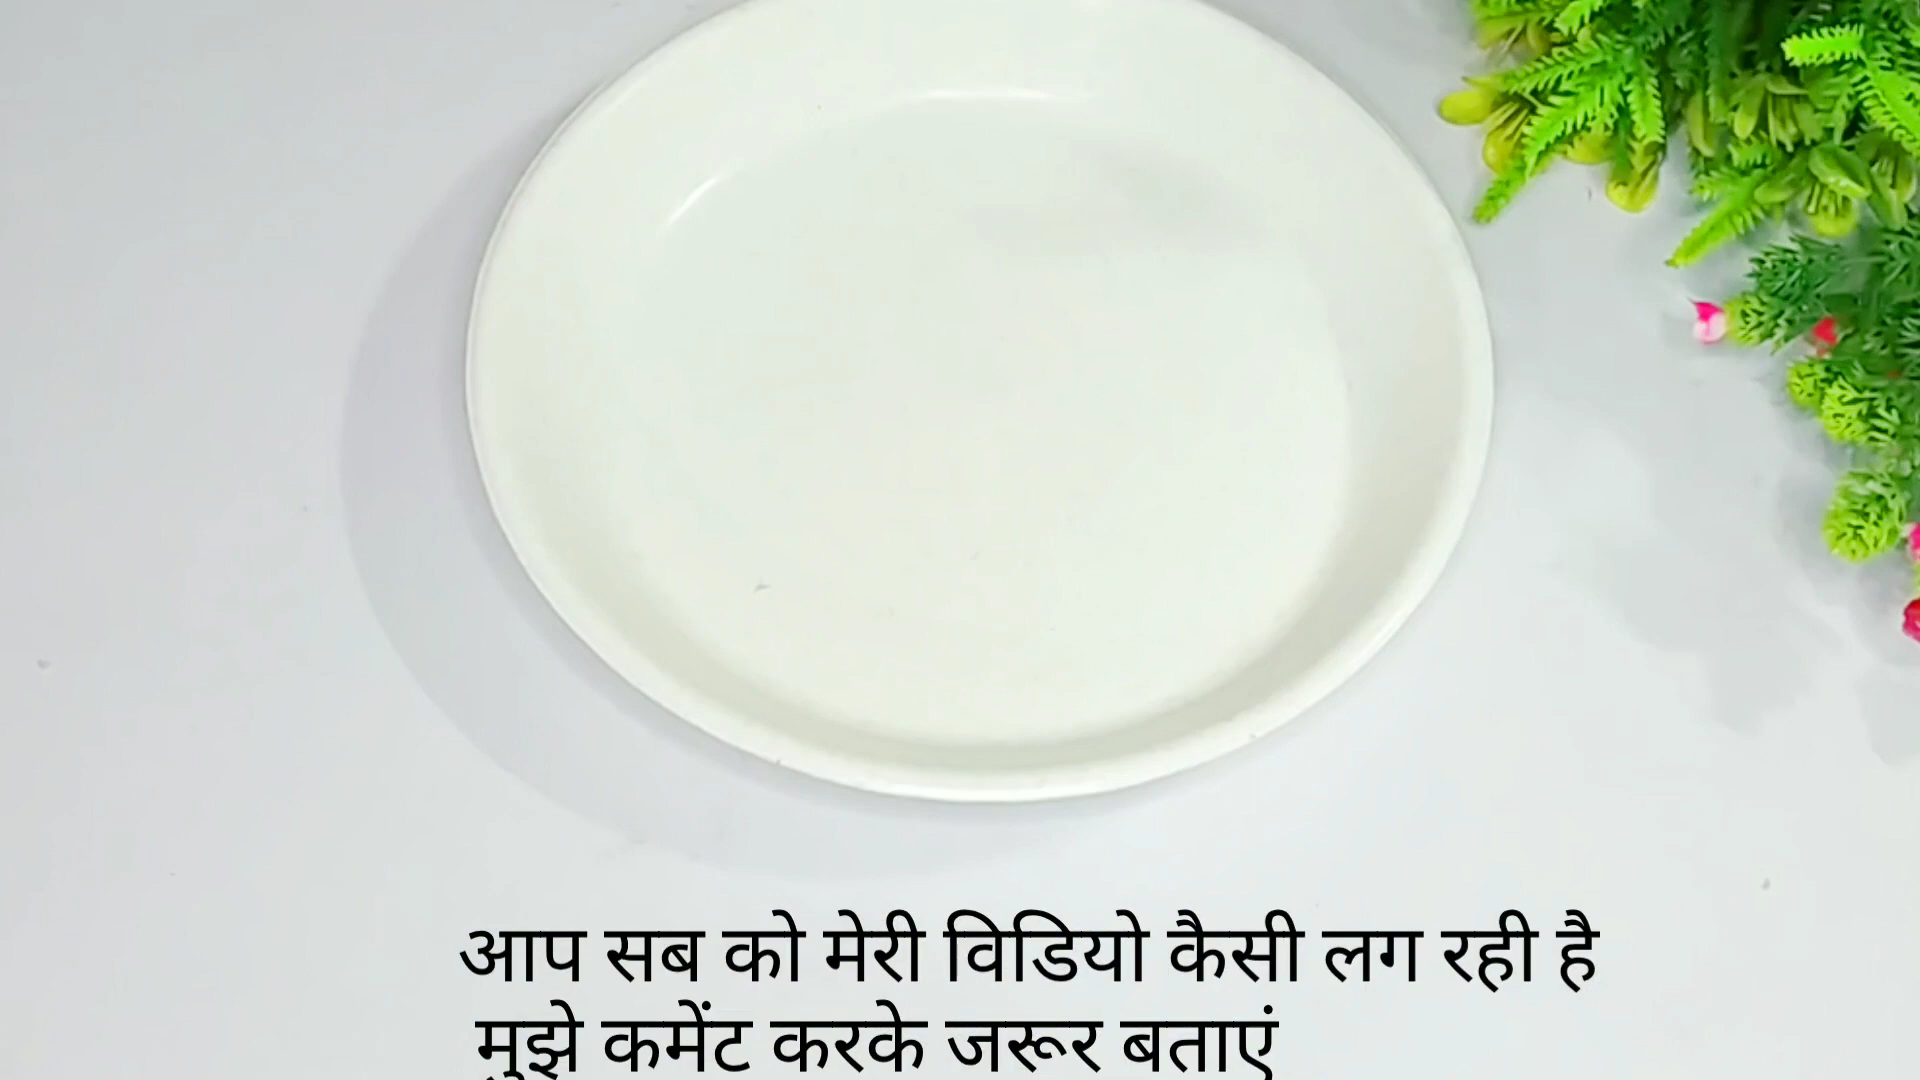 आप सब को मेरी विडियो कैसी लग रही है
मुझे कमेंट करके जरूर बताएं